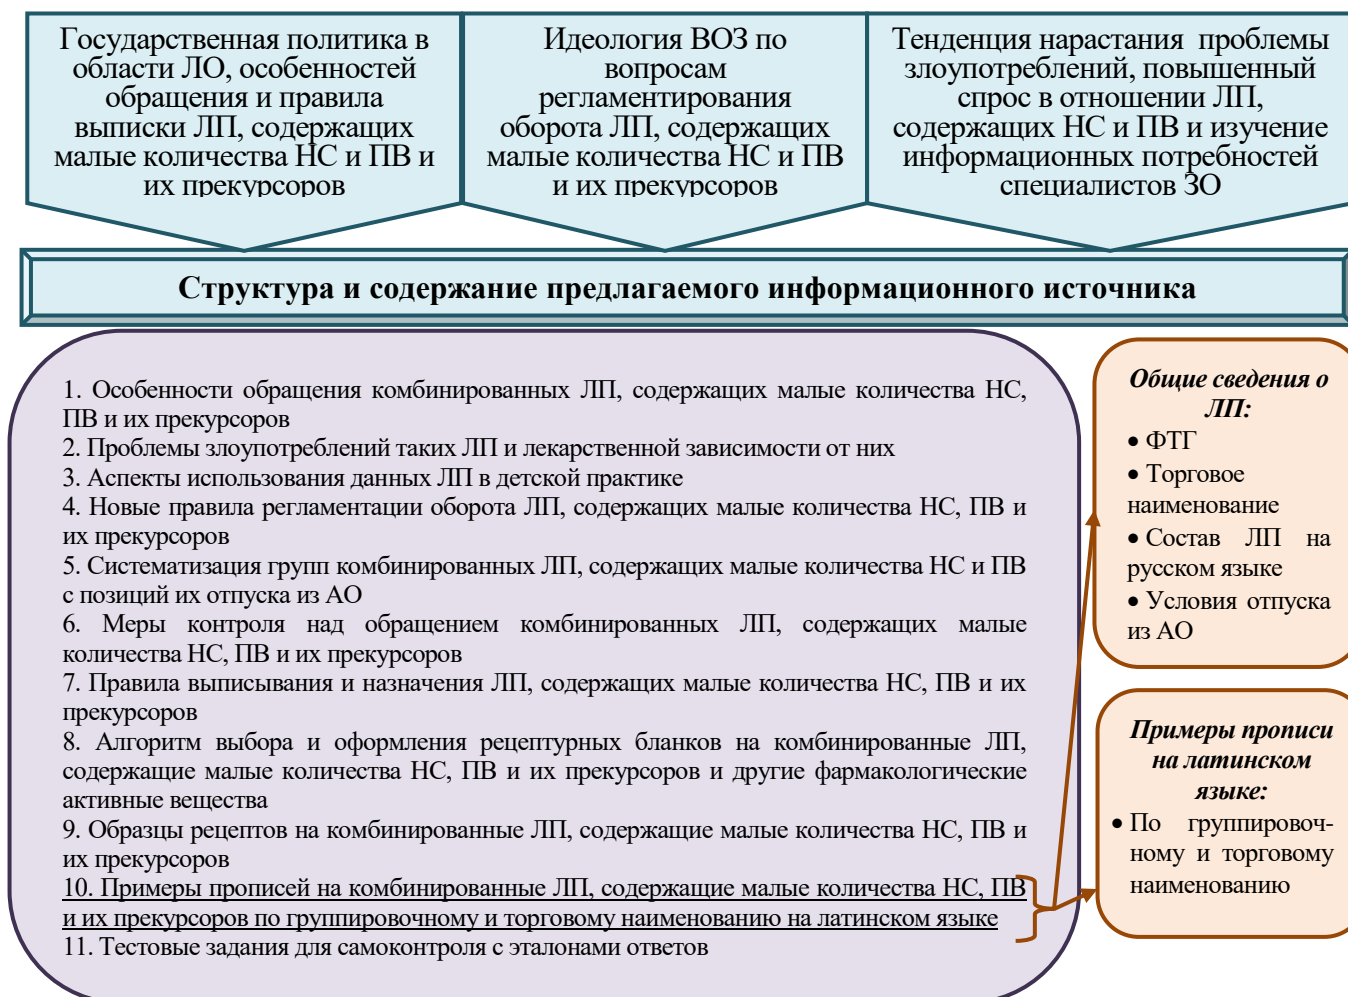 Государственная политика в
области ЛО, особенностей
обращения и правила
выписки ЛП, содержащих
малые количества НС и ПВ и
их прекурсоров
Идеология ВОЗ по
вопросам
регламентирования
оборота ЛП, содержащих
малые количества НС и ПВ
и их прекурсоров
Тенденция нарастания проблемы
злоупотреблений, повышенный
спрос в отношении ЛП,
содержащих НС и ПВ и изучение
информационных потребностей
специалистов ЗО
Структура и содержание предлагаемого информационного источника
1. Особенности обращения комбинированных ЛП, содержащих малые количества НС,
ПВ и их прекурсоров
2. Проблемы злоупотреблений таких ЛП и лекарственной зависимости от них
3. Аспекты использования данных ЛП в детской практике
4. Новые правила регламентации оборота ЛП, содержащих малые количества НС, ПВ и
их прекурсоров
5. Систематизация групп комбинированных ЛП, содержащих малые количества НС и ПВ
с позиций их отпуска из АО
6. Меры контроля над обращением комбинированных ЛП, содержащих малые
количества НС, ПВ и их прекурсоров
7. Правила выписывания и назначения ЛП, содержащих малые количества НС, ПВ и их
прекурсоров
8. Алгоритм выбора и оформления рецептурных бланков на комбинированные ЛП,
содержащие малые количества НС, ПВ и их прекурсоров и другие фармакологические
активные вещества
9. Образцы рецептов на комбинированные ЛП, содержащие малые количества НС, ПВ и
их прекурсоров
10. Примеры прописей на комбинированные ЛП, содержащие малые количества НС, ПВ
и их прекурсоров по группировочному и торговому наименованию на латинском языке
11. Тестовые задания для самоконтроля с эталонами ответов
Общие сведения о
ЛП:
• ФТГ
• Торговое
наименование
• Состав ЛП на
русском языке
• Условия отпуска
из АО
Примеры прописи
на латинском
языке:
• По группировоч-
ному и торговому
наименованию